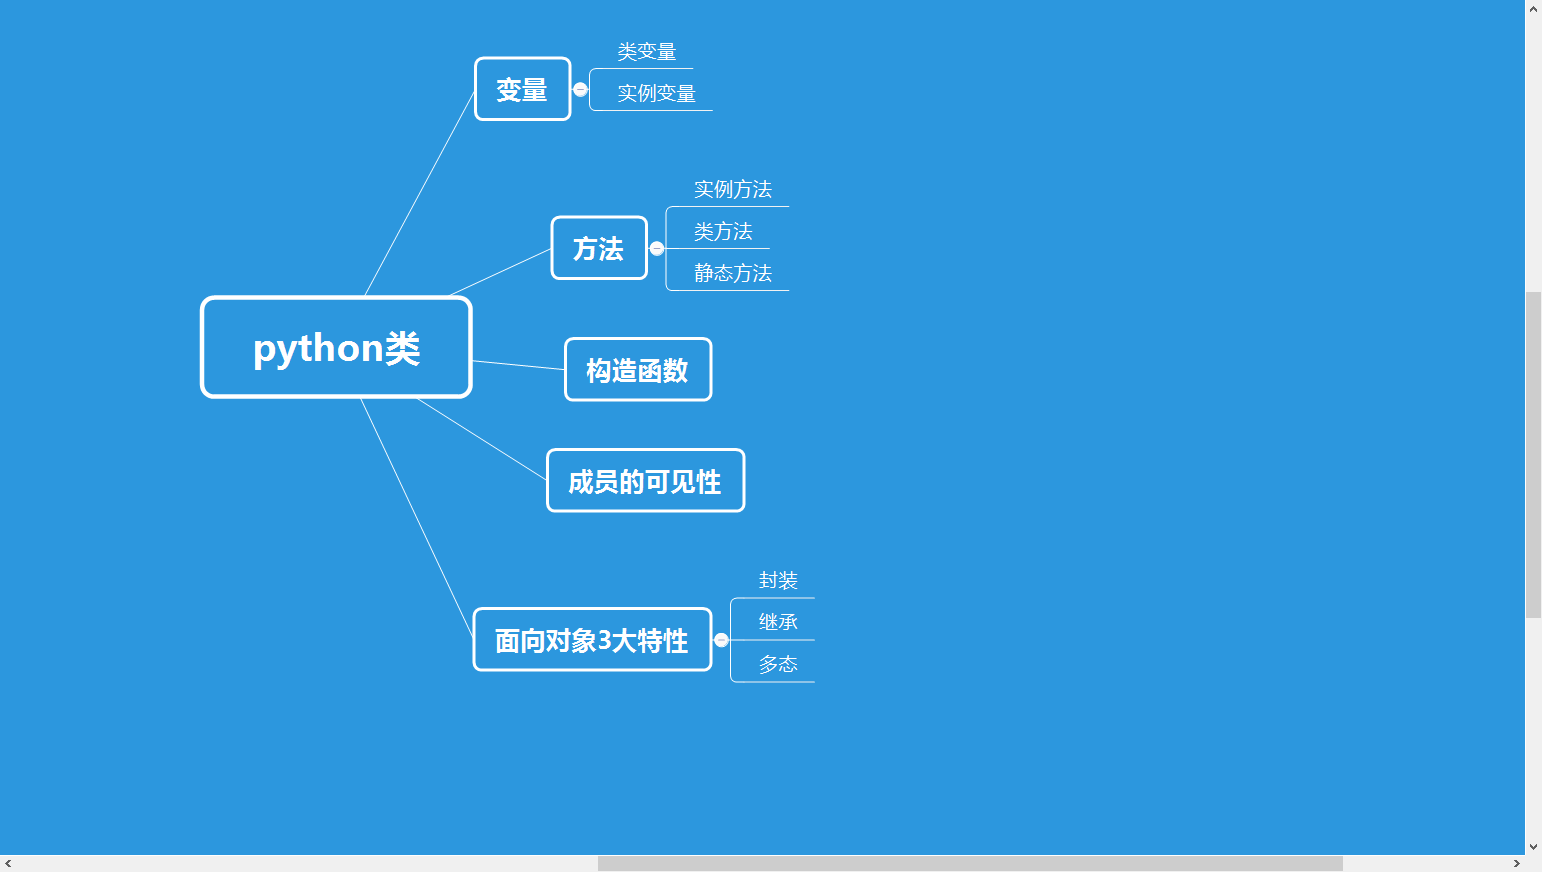 python类
变量
类变量
实例变量
方法
实例方法
类方法
静态方法
构造函数
成员的可见性
面向对象3大特性
封装
继承
多态